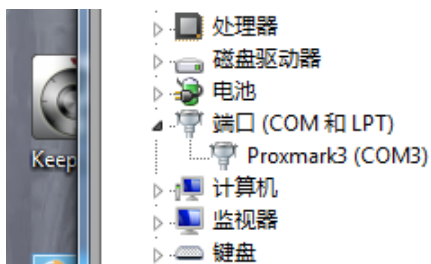 处理器
磁盘驱动器
电池
端口 (COM 和 LPT)
Proxmark3 (COM3)
计算机
监视器
键盘
Keep